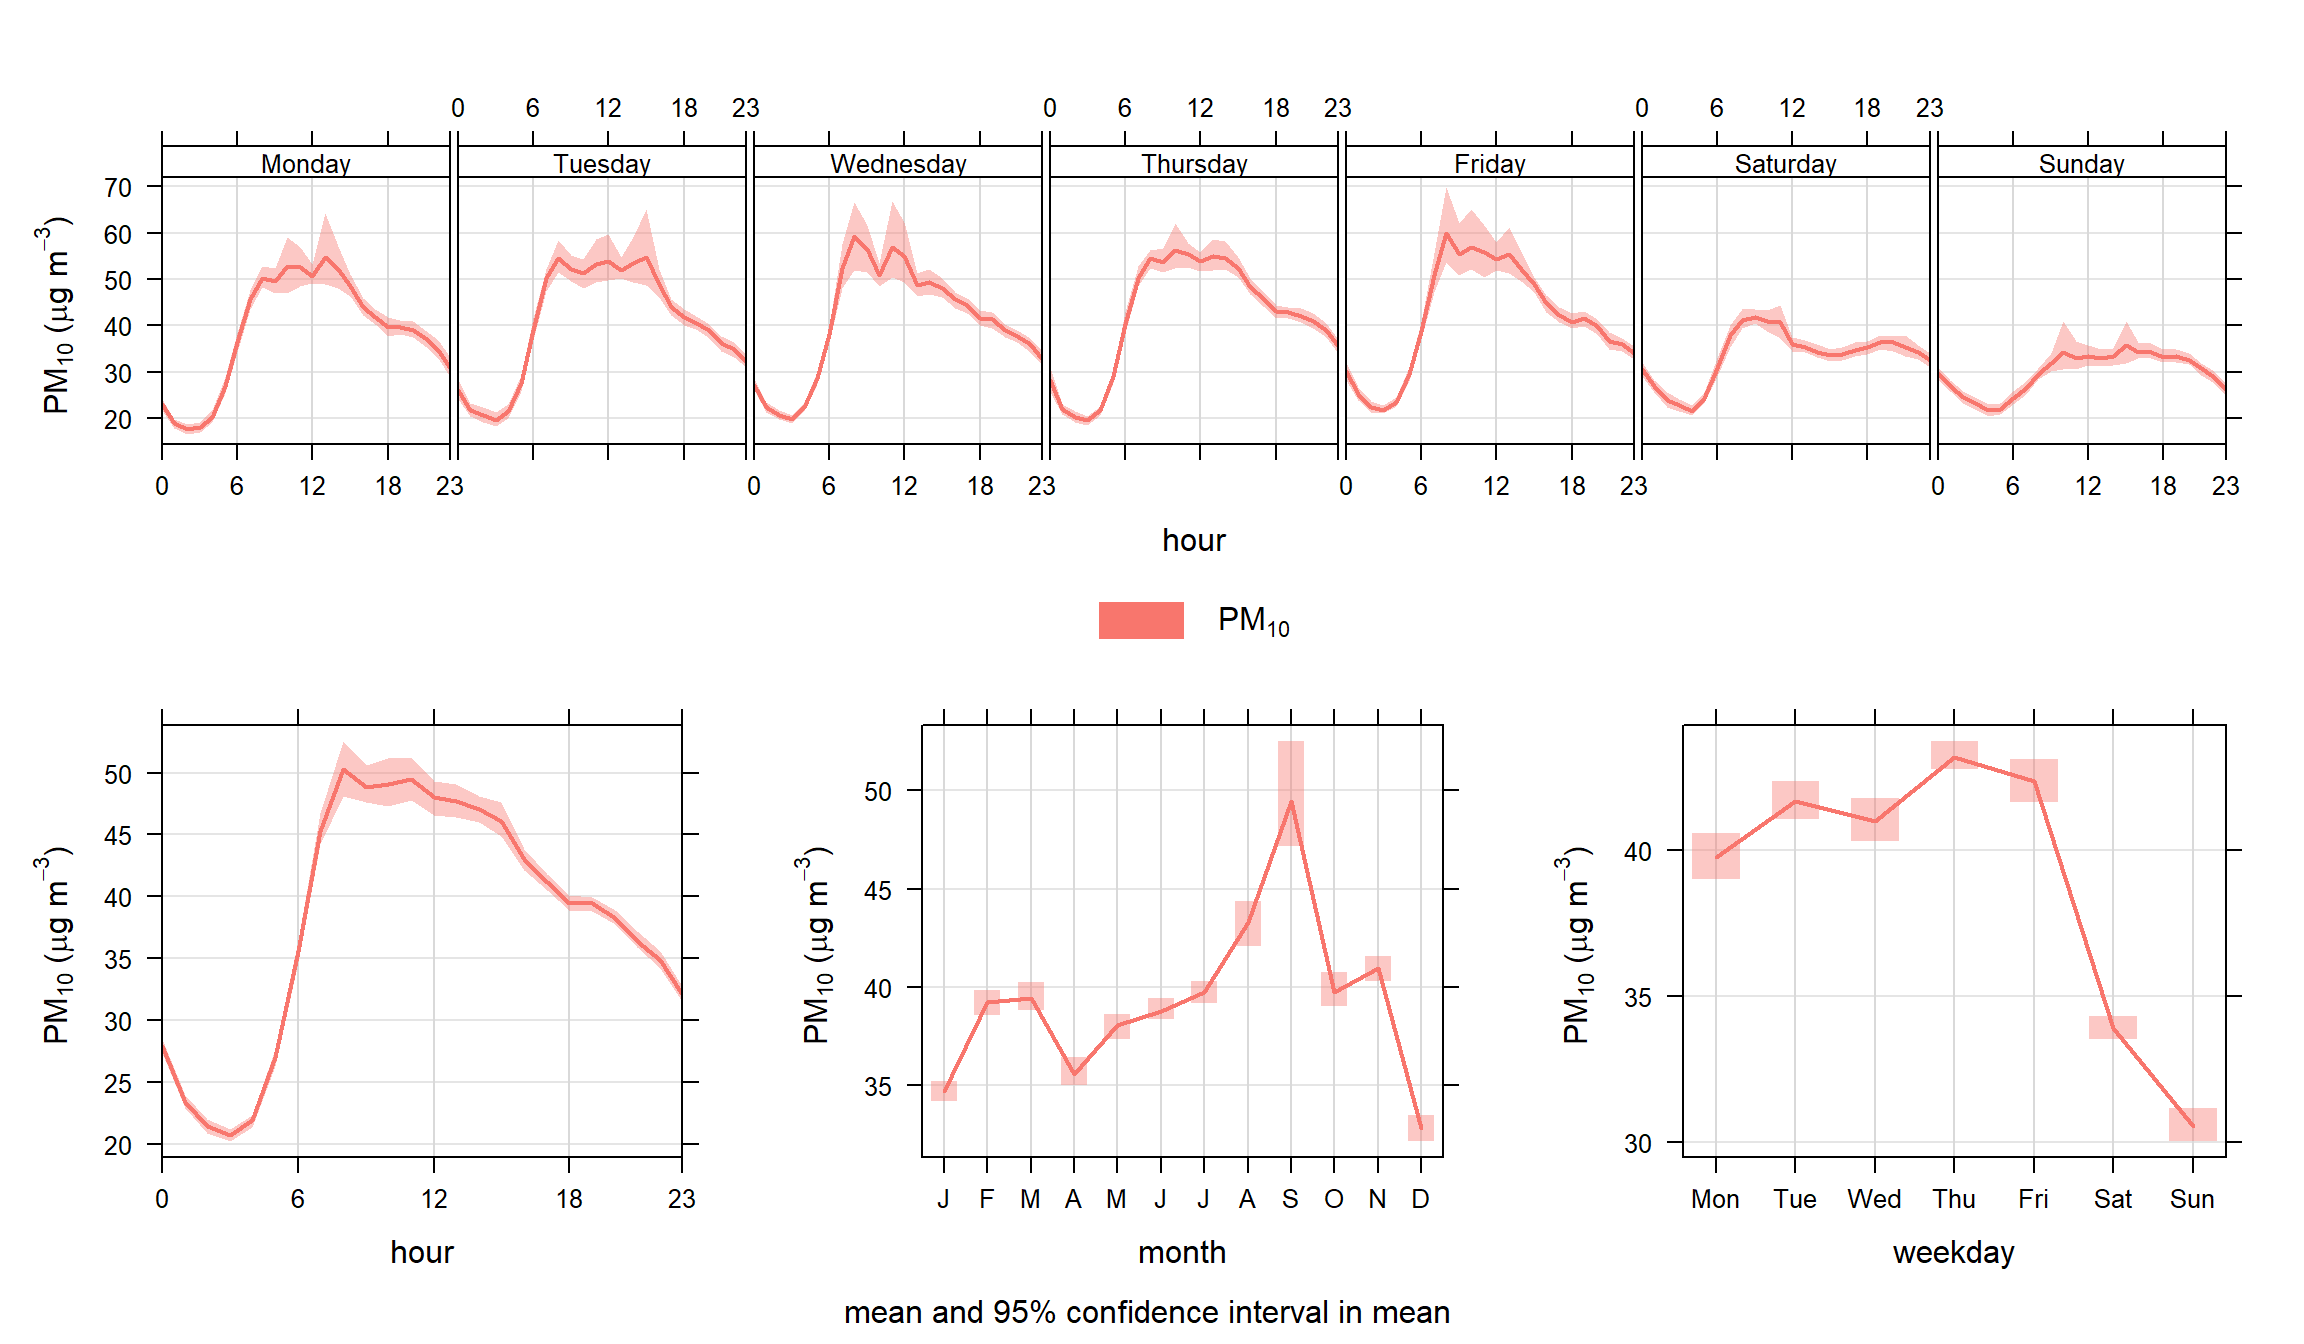 0 6 12 18 23 0 6 12 18 23 0 6 12 18 23
Monday Tuesday Wednesday Thursday Friday Saturday Sunday
PM₁₀ (μg m⁻³)
70
60
50
40
30
20
0 6 12 18 23 0 6 12 18 23 0 6 12 18 23 0 6 12 18 23
hour
PM₁₀
PM₁₀ (μg m⁻³)
50
45
40
35
30
25
20
0 6 12 18 23
hour
PM₁₀ (μg m⁻³)
50
45
40
35
J F M A M J J A S O N D
month
PM₁₀ (μg m⁻³)
40
35
30
Mon Tue Wed Thu Fri Sat Sun
weekday
mean and 95% confidence interval in mean